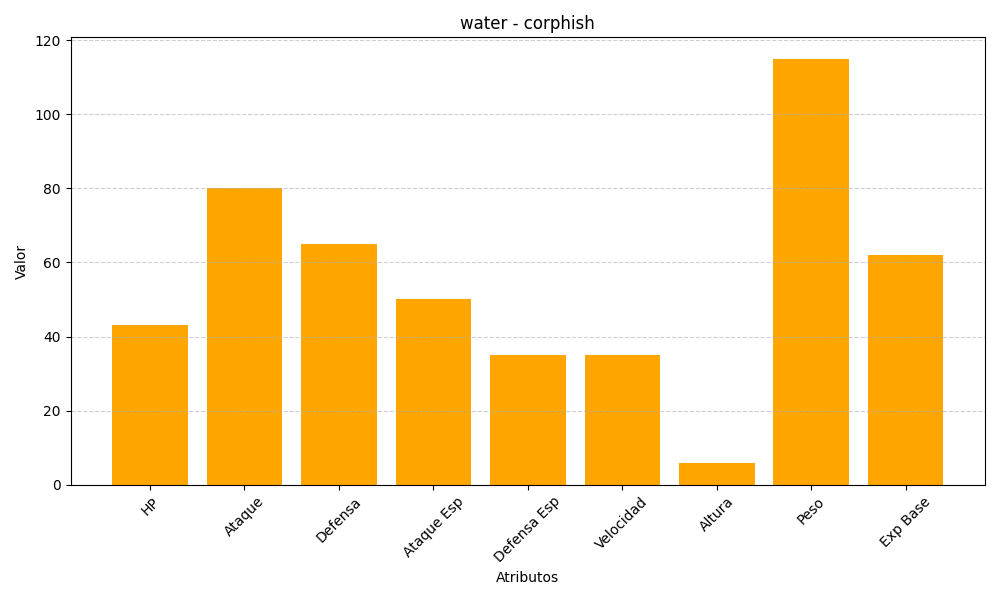 water - corphish
Valor
120
100
80
60
40
20
0
HP
Ataque
Defensa
Ataque Esp
Defensa Esp
Velocidad
Altura
Peso
Exp Base
Atributos